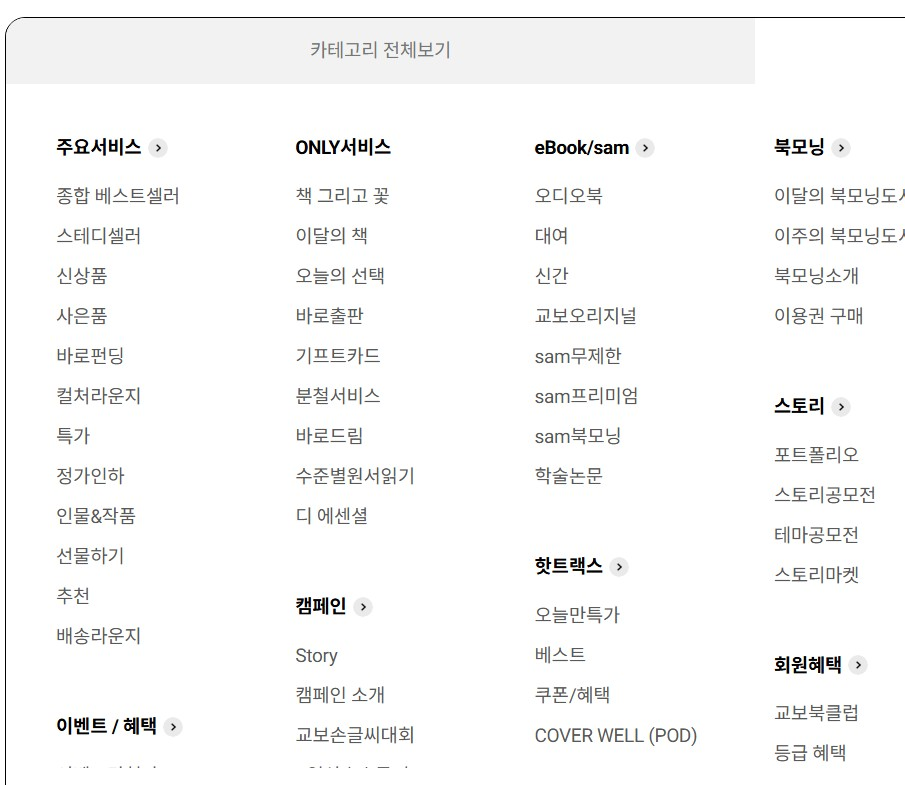 카테고리 전체보기
주요서비스
종합 베스트셀러
스테디셀러
신상품
사은품
바로펀딩
컬처라운지
특가
정가인하
인물&작품
선물하기
추천
배송라운지
이벤트 / 혜택
ONLY서비스
책 그리고 꽃
이달의 책
오늘의 선택
바로출판
기프트카드
분철서비스
바로드림
수준별원서읽기
디 에센셜
캠페인
Story
캠페인 소개
교보손글씨대회
eBook/sam
오디오북
대여
신간
교보오리지널
sam무제한
sam프리미엄
sam북모닝
학술논문
핫트랙스
오늘만특가
베스트
쿠폰/혜택
COVER WELL (POD)
북모닝
이달의
이주의
북모닝소개
이용권 구매
스토리
포트폴리오
스토리공모전
테마공모전
스토리마켓
회원혜택
교보북클럽
등급 혜택